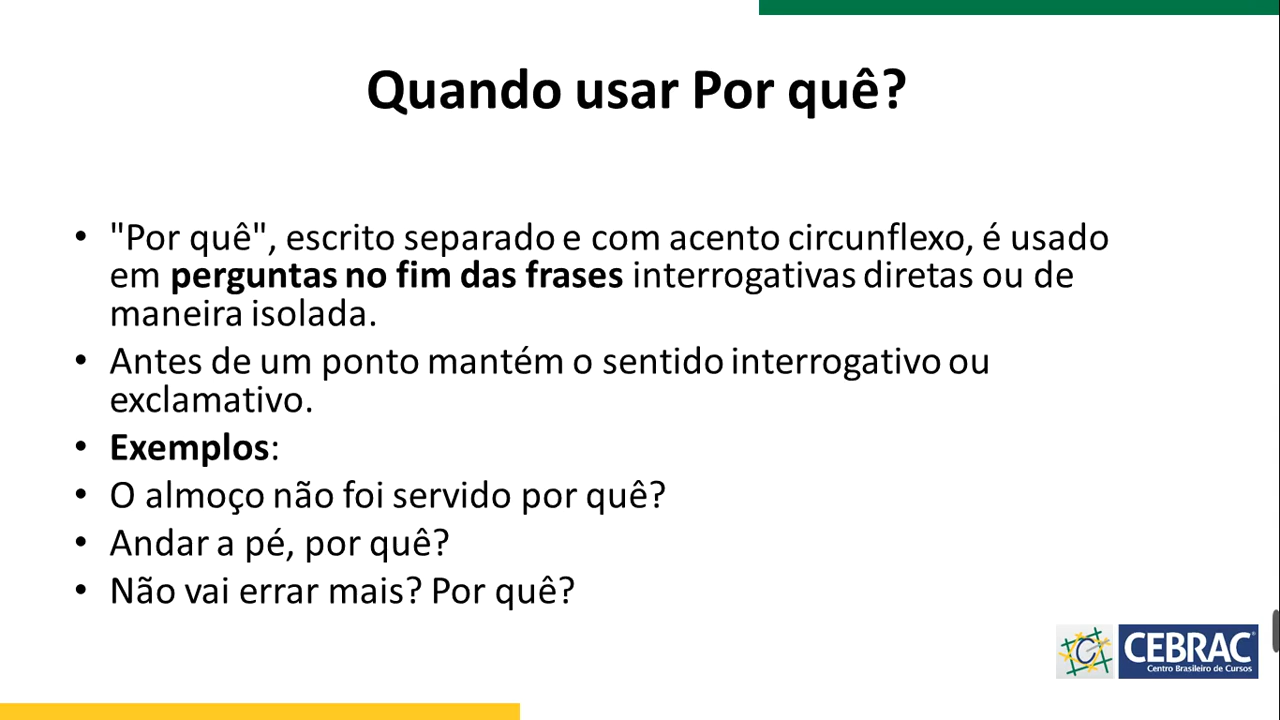 Quando usar Por quê?
• "Por quê", escrito separado e com acento circunflexo, é usado
em perguntas no fim das frases interrogativas diretas ou de
maneira isolada.
• Antes de um ponto mantém o sentido interrogativo ou
exclamativo.
• Exemplos:
• O almoço não foi servido por quê?
• Andar a pé, por quê?
• Não vai errar mais? Por quê?
C CEBRAC®
Centro Brasileiro de Cursos